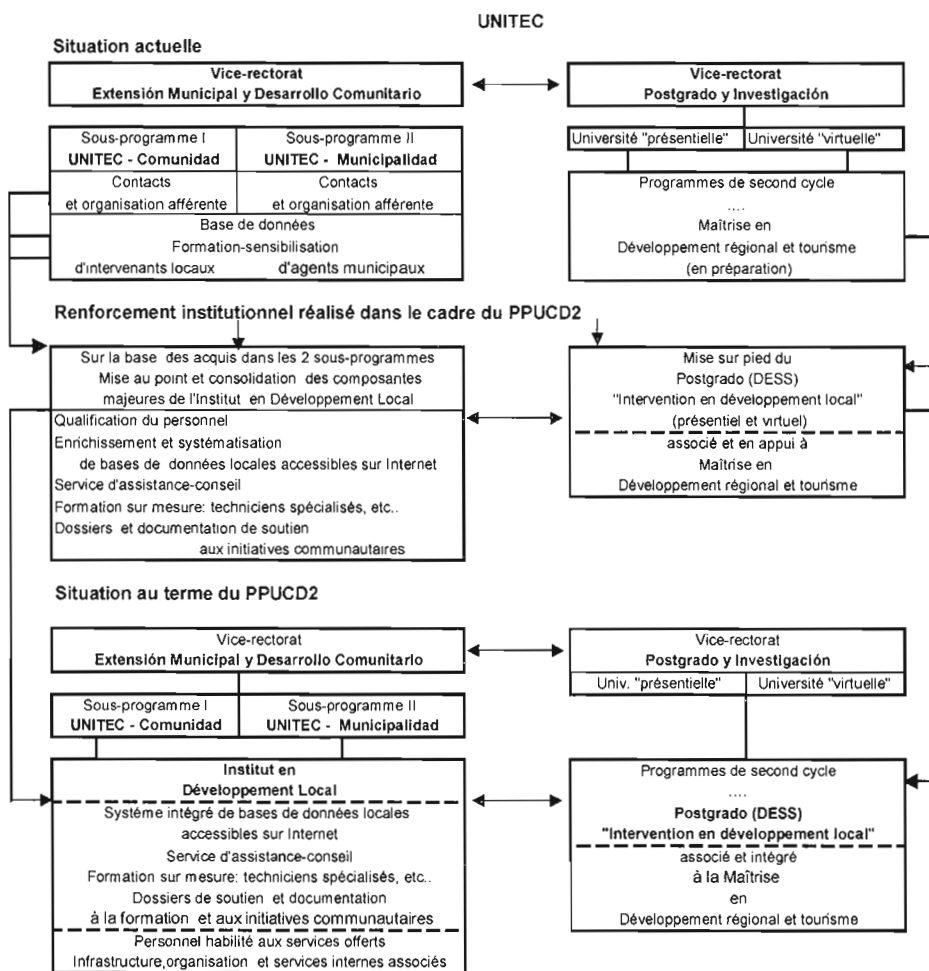 UNITEC
Situation actuelle
Vice-rectorat
Extensión Municipal y Desarrollo Comunitario
Vice-rectorat
Postgrado y Investigación
Sous-programme I
UNITEC - Comunidad
Sous-programme II
UNITEC - Municipalidad
Université "présentielle"
Université "virtuelle"
Contacts
et organisation afférente
Contacts
et organisation afférente
Base de données
Formation-sensibilisation
d'intervenants locaux
d'agents municipaux
Programmes de second cycle
....
Maîtrise en
Développement régional et tourisme
(en préparation)
Renforcement institutionnel réalisé dans le cadre du PPUCD2
Sur la base des acquis dans les 2 sous-programmes
Mise au point et consolidation des composantes
majeures de l'Institut en Développement Local
Qualification du personnel
Enrichissement et systématisation
de bases de données locales accessibles sur Internet
Service d'assistance-conseil
Formation sur mesure: techniciens spécialisés, etc..
Dossiers et documentation de soutien
aux initiatives communautaires
Mise sur pied du
Postgrado (DESS)
"Intervention en développement local"
(présentiel et virtuel)
associé et en appui à
Maîtrise en
Développement régional et tourisme
Situation au terme du PPUCD2
Vice-rectorat
Extensión Municipal y Desarrollo Comunitario
Vice-rectorat
Postgrado y Investigación
Univ. "présentielle"
Université "virtuelle"
Sous-programme I
UNITEC - Comunidad
Sous-programme II
UNITEC - Municipalidad
Institut en
Développement Local
Système intégré de bases de données locales
accessibles sur Internet
Service d'assistance-conseil
Formation sur mesure: techniciens spécialisés, etc..
Dossiers de soutien et documentation
à la formation et aux initiatives communautaires
Personnel habilité aux services offerts
Infrastructure,organisation et services internes associés
Programmes de second cycle
....
Postgrado (DESS)
"Intervention en développement local"
associé et intégré
à la Maîtrise
en
Développement régional et tourisme